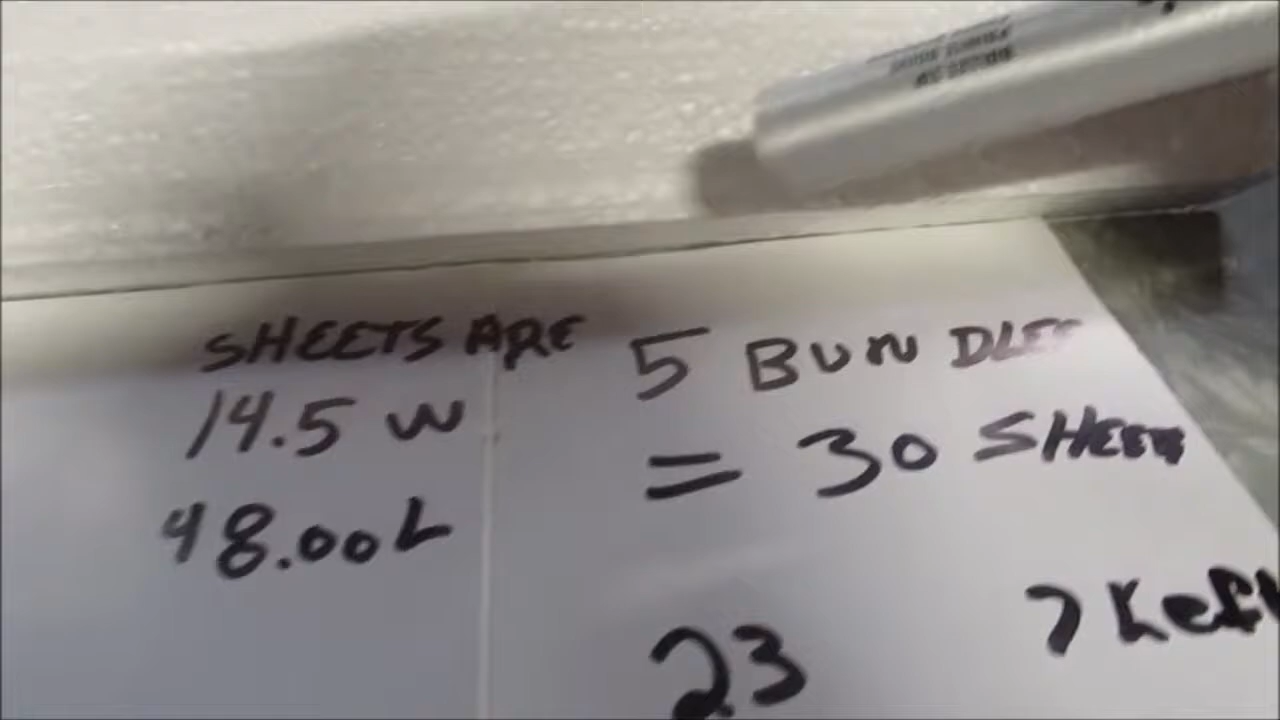 SHEETS ARE
14.5 W
48.00 L
5 BUNDLES
= 30 SHEETS
23
7 Left